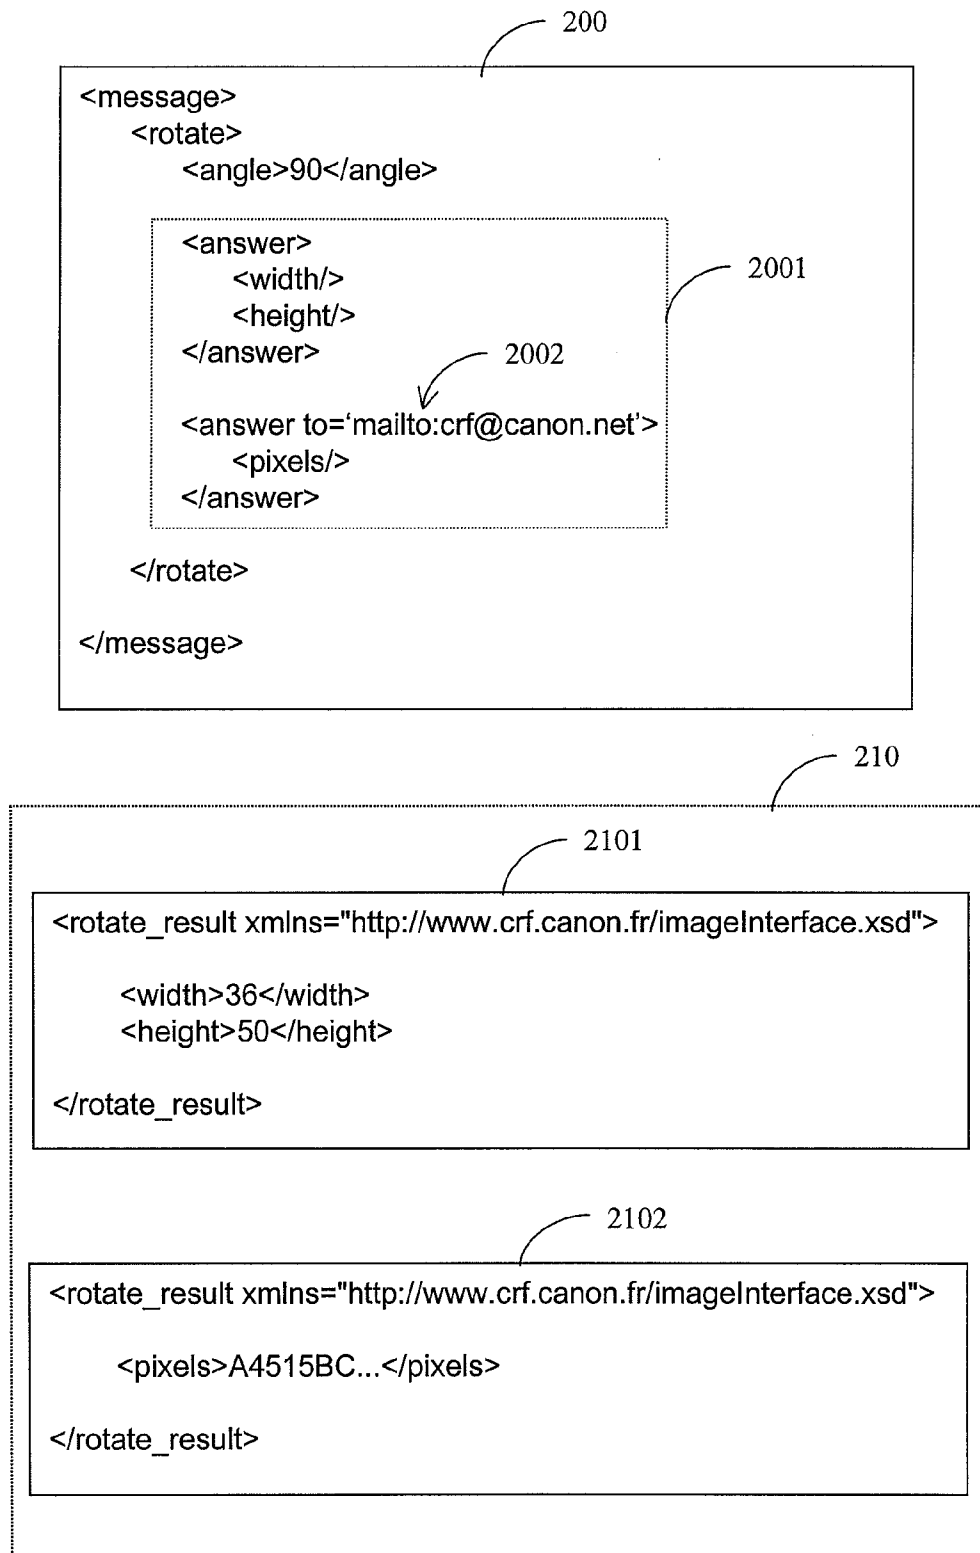 200
<message>
<rotate>
<angle>90</angle>
<answer>
<width/>
<height/>
</answer>
2001
2002
<answer to=‘mailto:crf@canon.net’>
<pixels/>
</answer>
</rotate>
</message>
210
2101
<rotate_result xmlns="http://www.crf.canon.fr/imageInterface.xsd">
<width>36</width>
<height>50</height>
</rotate_result>
2102
<rotate_result xmlns="http://www.crf.canon.fr/imageInterface.xsd">
<pixels>A4515BC...</pixels>
</rotate_result>